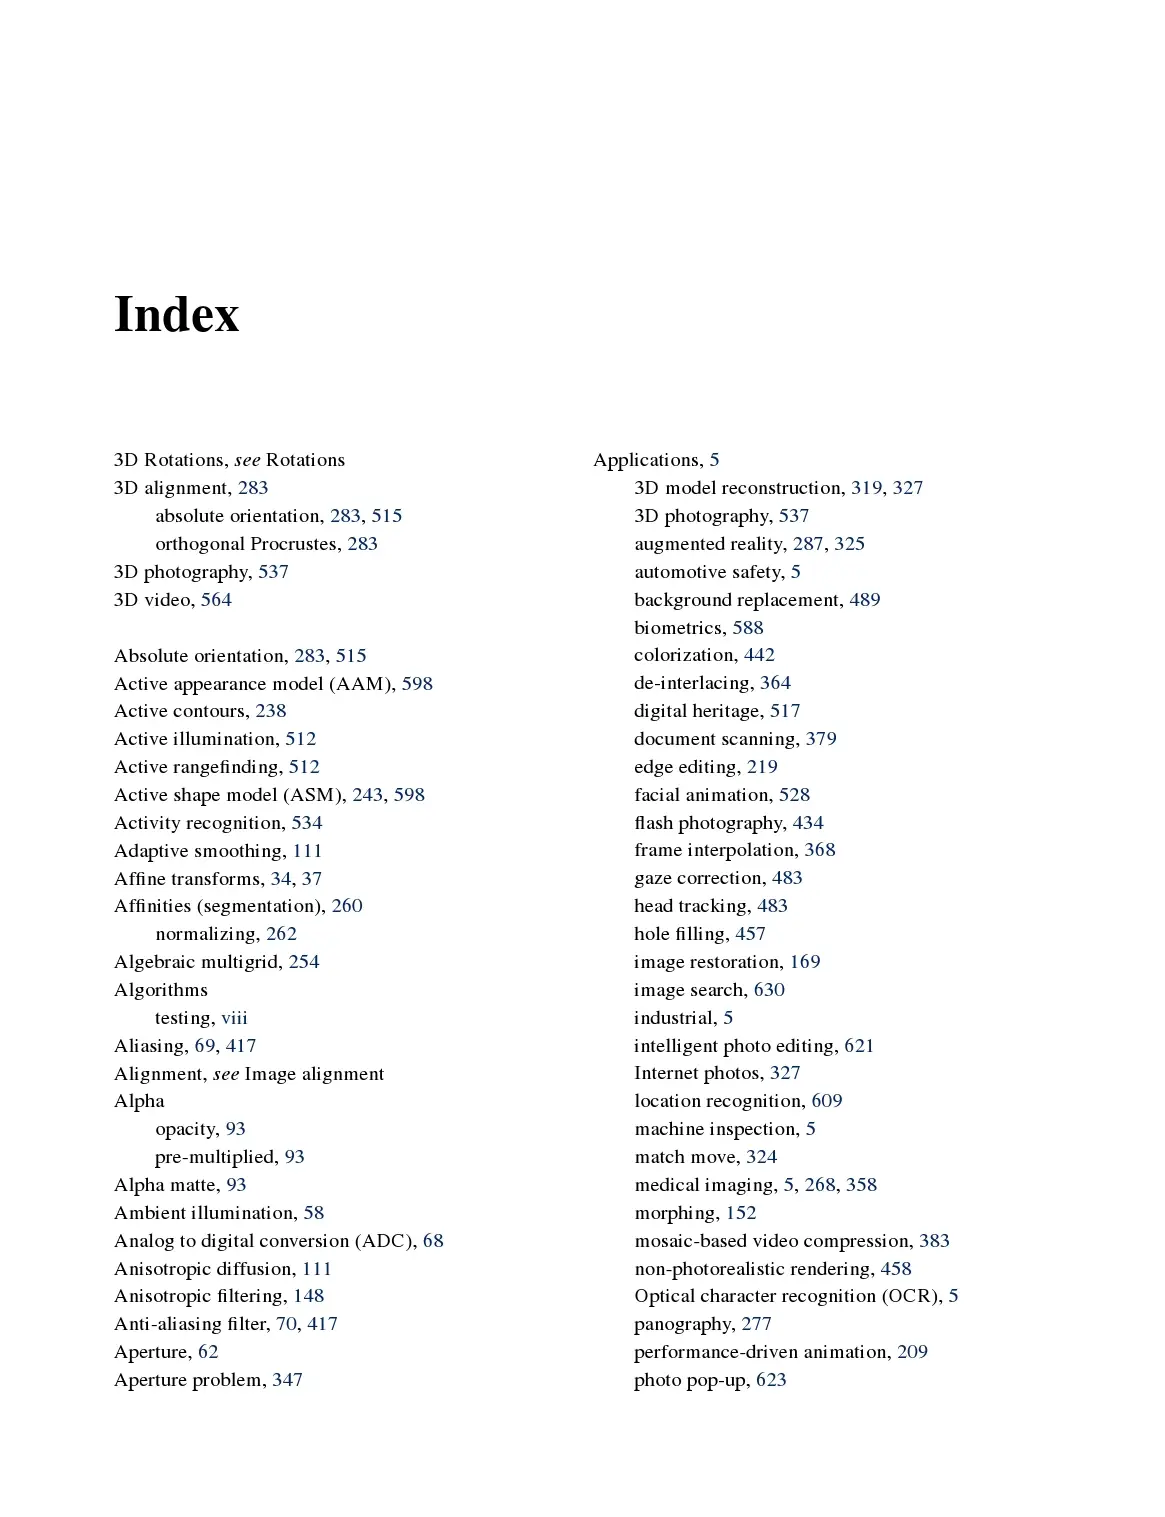 Index
3D Rotations, see Rotations
3D alignment, 283
absolute orientation, 283, 515
orthogonal Procrustes, 283
3D photography, 537
3D video, 564
Absolute orientation, 283, 515
Active appearance model (AAM), 598
Active contours, 238
Active illumination, 512
Active rangefinding, 512
Active shape model (ASM), 243, 598
Activity recognition, 534
Adaptive smoothing, 111
Affine transforms, 34, 37
Affinities (segmentation), 260
normalizing, 262
Algebraic multigrid, 254
Algorithms
testing, viii
Aliasing, 69, 417
Alignment, see Image alignment
Alpha
opacity, 93
pre-multiplied, 93
Alpha matte, 93
Ambient illumination, 58
Analog to digital conversion (ADC), 68
Anisotropic diffusion, 111
Anisotropic filtering, 148
Anti-aliasing filter, 70, 417
Aperture, 62
Aperture problem, 347
Applications, 5
3D model reconstruction, 319, 327
3D photography, 537
augmented reality, 287, 325
automotive safety, 5
background replacement, 489
biometrics, 588
colorization, 442
de-interlacing, 364
digital heritage, 517
document scanning, 379
edge editing, 219
facial animation, 528
flash photography, 434
frame interpolation, 368
gaze correction, 483
head tracking, 483
hole filling, 457
image restoration, 169
image search, 630
industrial, 5
intelligent photo editing, 621
Internet photos, 327
location recognition, 609
machine inspection, 5
match move, 324
medical imaging, 5, 268, 358
morphing, 152
mosaic-based video compression, 383
non-photorealistic rendering, 458
Optical character recognition (OCR), 5
panography, 277
performance-driven animation, 209
photo pop-up, 623